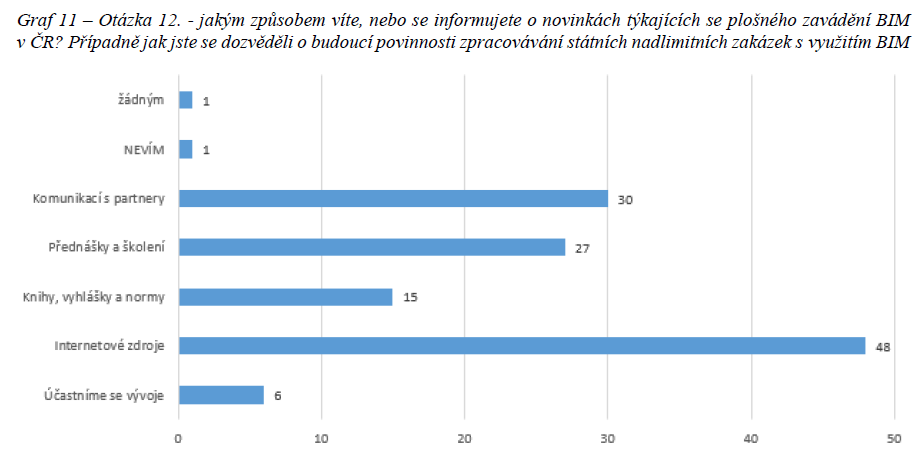 Graf 11 – Otázka 12. - jakým způsobem víte, nebo se informujete o novinkách týkajících se plošného zavádění BIM
v ČR? Případně jak jste se dozvěděli o budoucí povinnosti zpracovávání státních nadlimitních zakázek s využitím BIM
žádným 1
NEVÍM 1
Komunikací s partnery 30
Přednášky a školení 27
Knihy, vyhlášky a normy 15
Internetové zdroje 48
Účastníme se vývoje 6
0 10 20 30 40 50